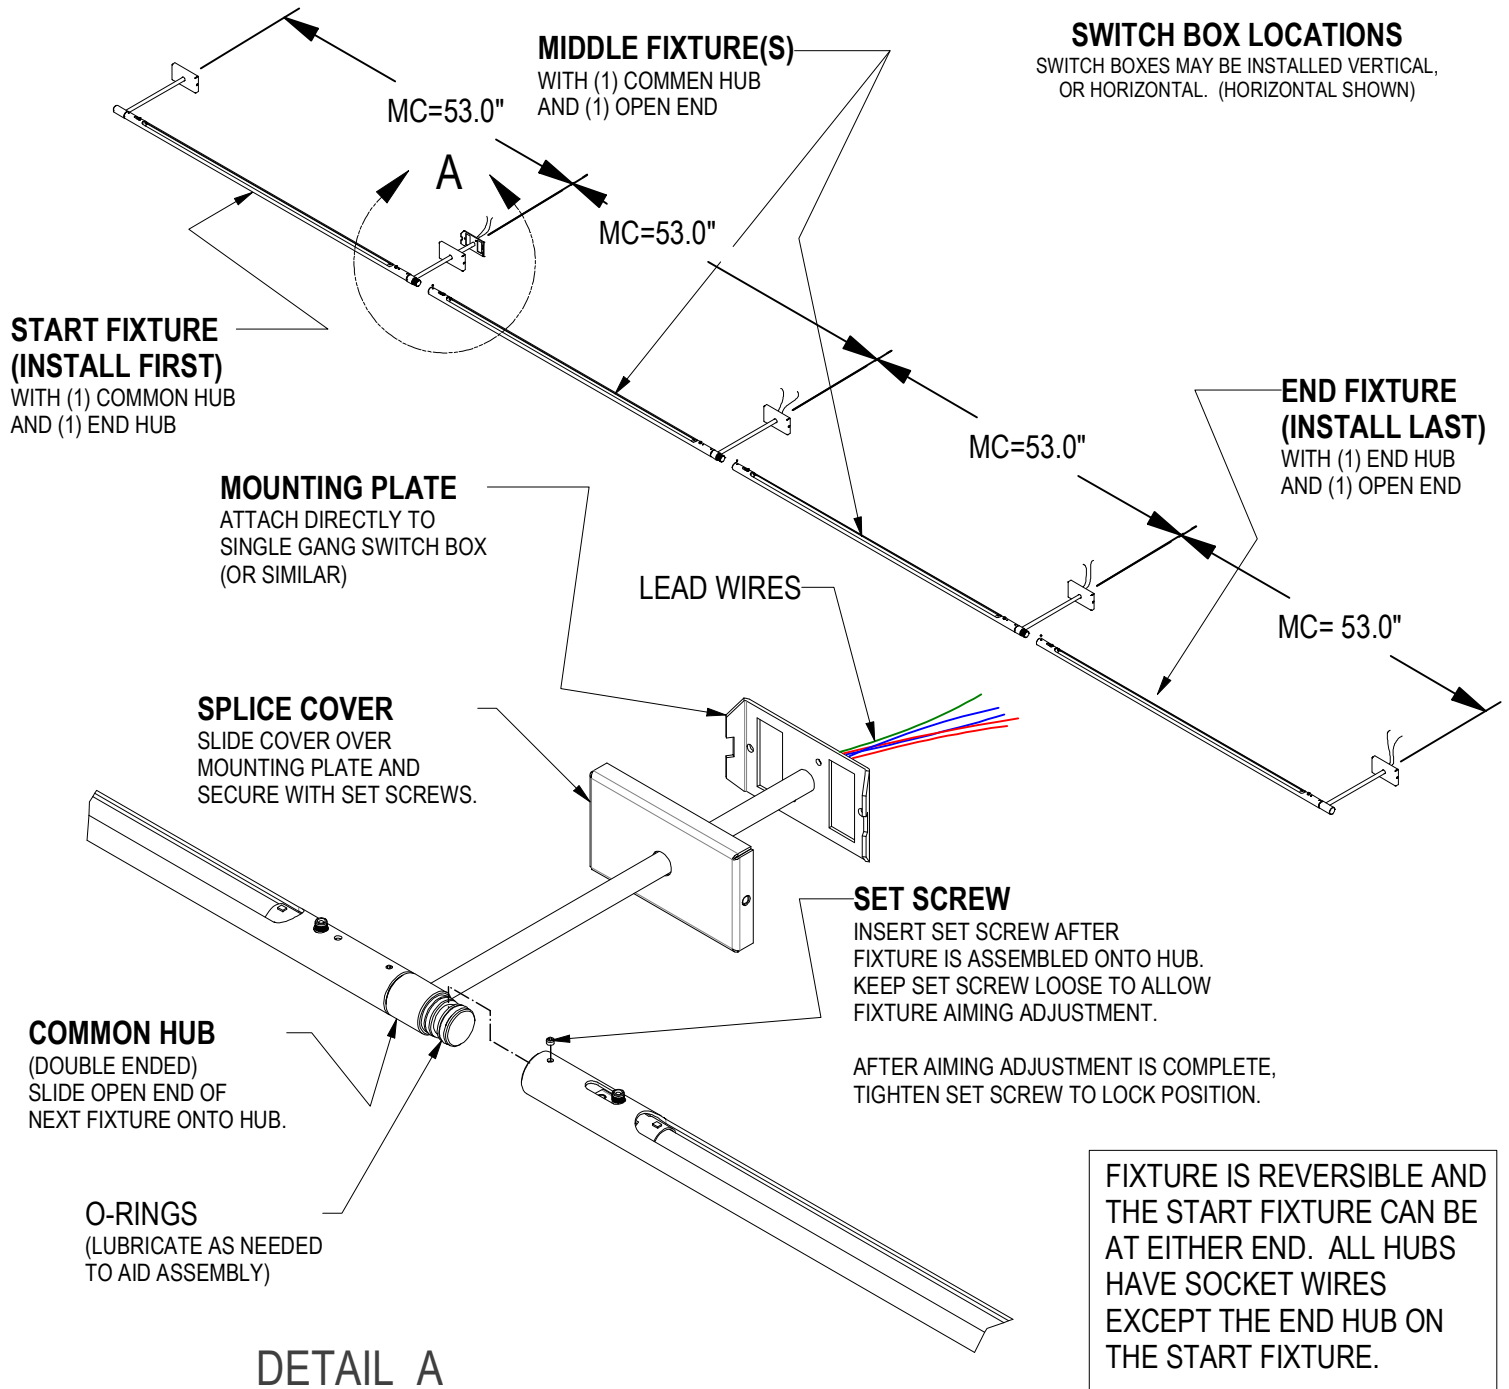 MIDDLE FIXTURE(S)
WITH (1) COMMEN HUB
AND (1) OPEN END
SWITCH BOX LOCATIONS
SWITCH BOXES MAY BE INSTALLED VERTICAL,
OR HORIZONTAL. (HORIZONTAL SHOWN)
MC=53.0"
A
MC=53.0"
START FIXTURE
(INSTALL FIRST)
WITH (1) COMMON HUB
AND (1) END HUB
MC=53.0"
END FIXTURE
(INSTALL LAST)
WITH (1) END HUB
AND (1) OPEN END
MC= 53.0"
MOUNTING PLATE
ATTACH DIRECTLY TO
SINGLE GANG SWITCH BOX
(OR SIMILAR)
LEAD WIRES
SPLICE COVER
SLIDE COVER OVER
MOUNTING PLATE AND
SECURE WITH SET SCREWS.
SET SCREW
INSERT SET SCREW AFTER
FIXTURE IS ASSEMBLED ONTO HUB.
KEEP SET SCREW LOOSE TO ALLOW
FIXTURE AIMING ADJUSTMENT.
AFTER AIMING ADJUSTMENT IS COMPLETE,
TIGHTEN SET SCREW TO LOCK POSITION.
COMMON HUB
(DOUBLE ENDED)
SLIDE OPEN END OF
NEXT FIXTURE ONTO HUB.
O-RINGS
(LUBRICATE AS NEEDED
TO AID ASSEMBLY)
FIXTURE IS REVERSIBLE AND
THE START FIXTURE CAN BE
AT EITHER END. ALL HUBS
HAVE SOCKET WIRES
EXCEPT THE END HUB ON
THE START FIXTURE.
DETAIL A